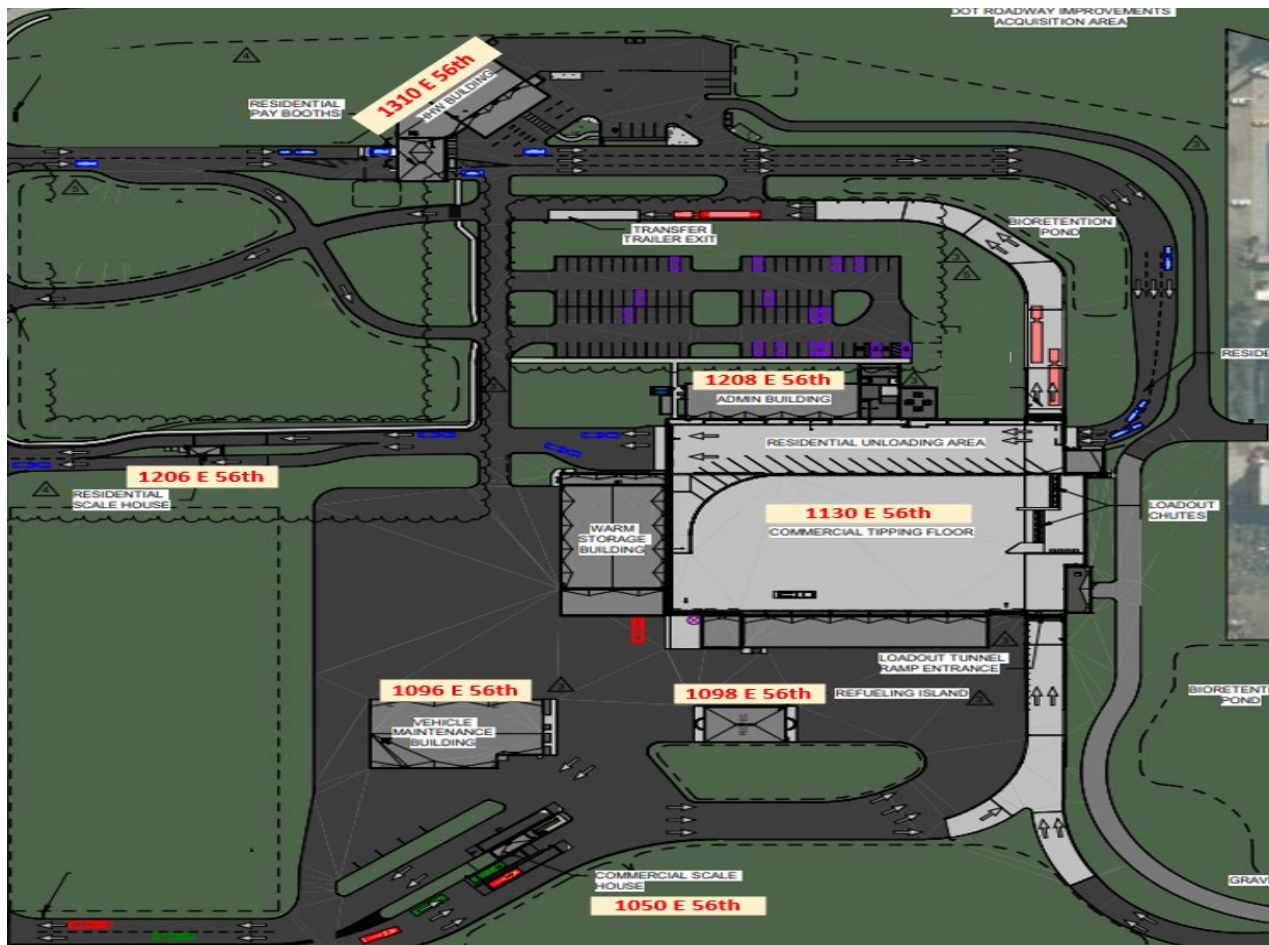 DOT ROADWAY IMPROVEMENTS
ACQUISITION AREA
1310 E 56th
HHW BUILDING
RESIDENTIAL
PAY BOOTHS
TRANSFER
TRAILER EXIT
BIORETENTION
POND
1208 E 56th
ADMIN BUILDING
RESIDENTIAL UNLOADING AREA
1206 E 56th
RESIDENTIAL
SCALE HOUSE
WARM
STORAGE
BUILDING
1130 E 56th
COMMERCIAL TIPPING FLOOR
LOADOUT
CHUTES
LOADOUT TUNNEL
RAMP ENTRANCE
1096 E 56th
VEHICLE
MAINTENANCE
BUILDING
1098 E 56th
REFUELING ISLAND
POND
COMMERCIAL SCALE
HOUSE
1050 E 56th